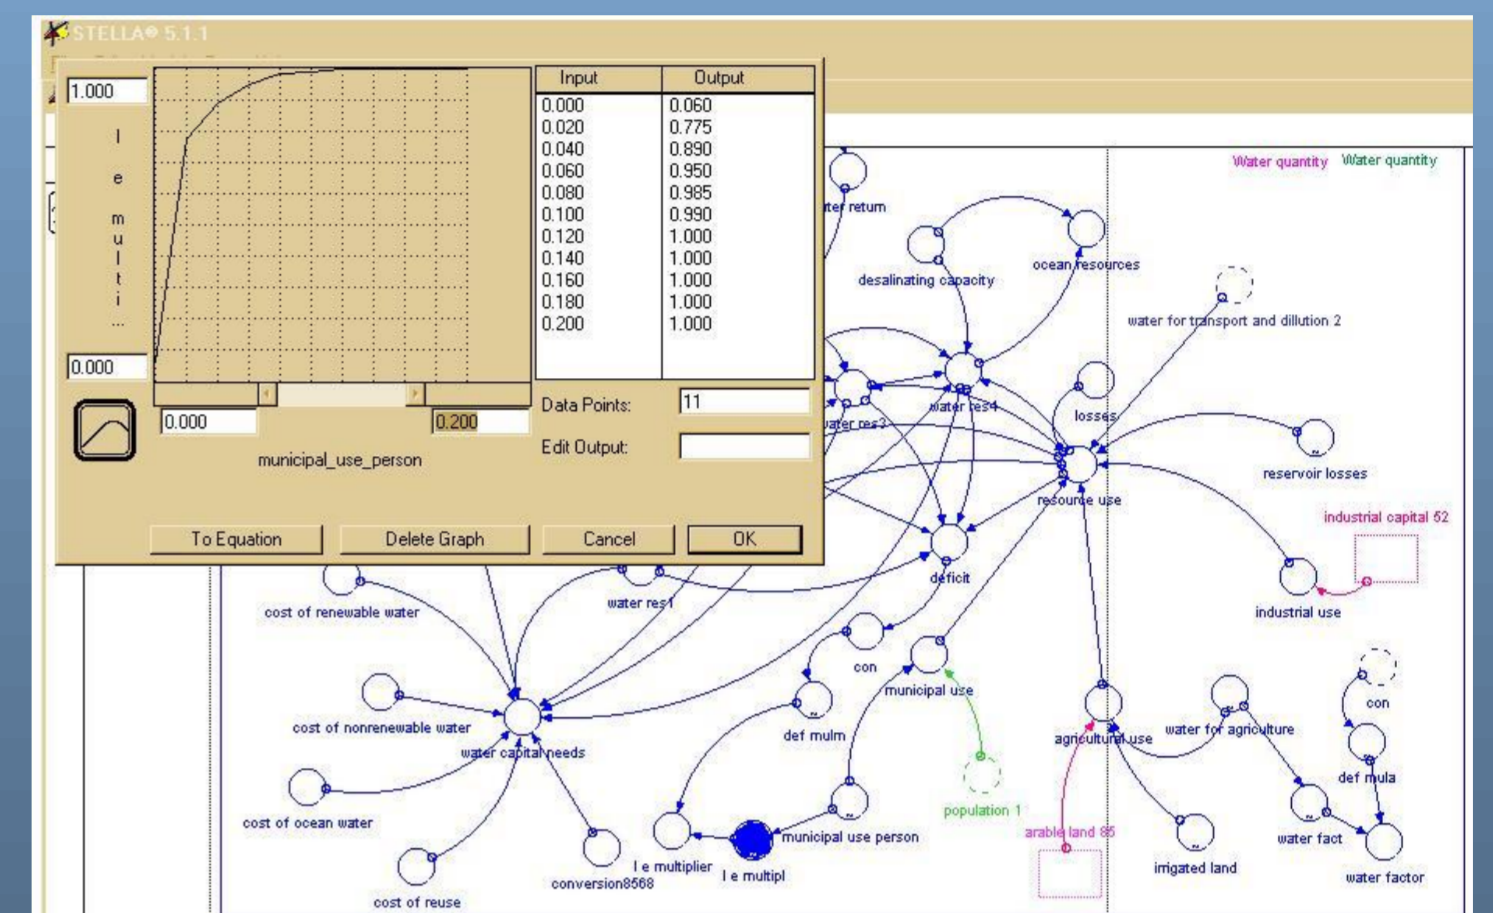 STELLA® 5.1.1
1.000
l e multi...
0.000
Input Output
0.000 0.060
0.020 0.775
0.040 0.890
0.060 0.950
0.080 0.985
0.100 0.990
0.120 1.000
0.140 1.000
0.160 1.000
0.180 1.000
0.200 1.000
0.000
0.200
municipal_use_person
Data Points: 11
Edit Output:
To Equation
Delete Graph
Cancel
OK
Water quantity Water quantity
return
desalinating capacity
ocean resources
water for transport and dillution 2
water res4
losses
water res3
reservoir losses
resource use
industrial capital 52
deficit
cost of renewable water
water res1
industrial use
con
municipal use
con
cost of nonrenewable water
def mulm
agricultural use
water for agriculture
water capital needs
def mula
cost of ocean water
population 1
arable land 85
municipal use person
water fact
l e multiplier
l e multipl
irrigated land
water factor
conversion8568
cost of reuse